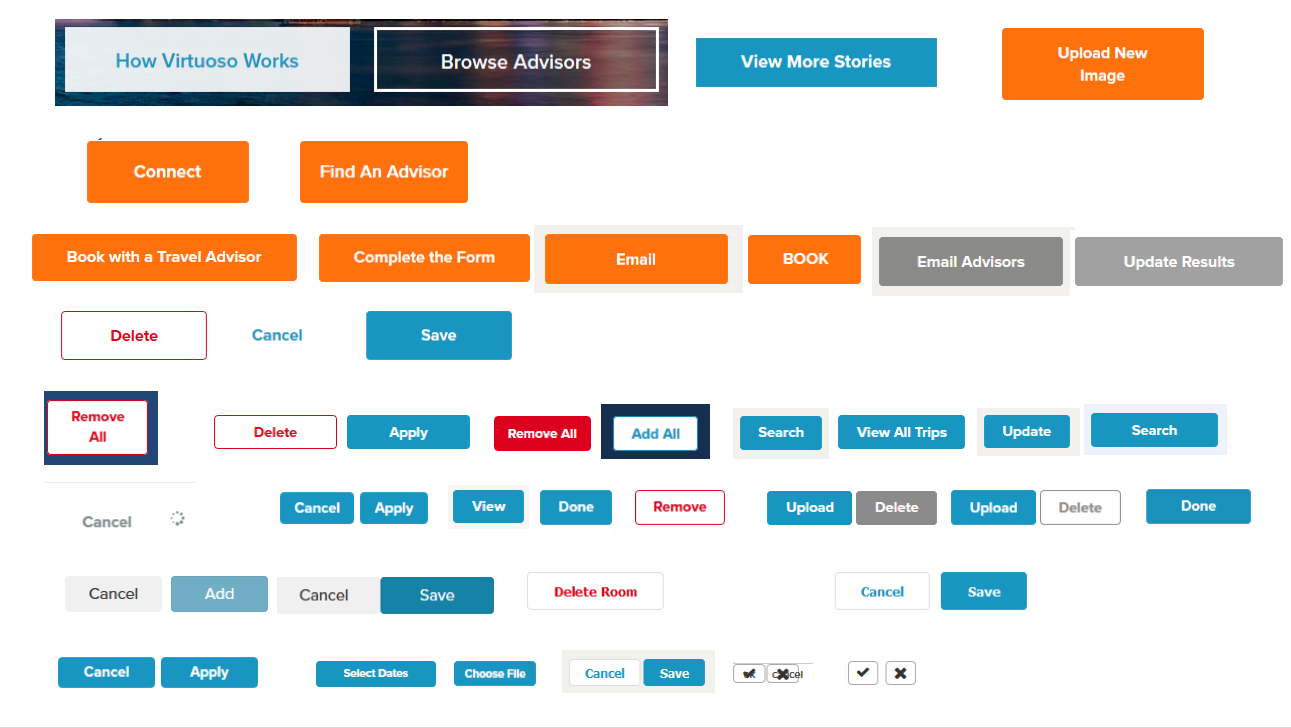 How Virtuoso Works
Browse Advisors
View More Stories
Upload New
Image
Connect
Find An Advisor
Book with a Travel Advisor
Complete the Form
Email
BOOK
Email Advisors
Update Results
Delete
Cancel
Save
Remove
All
Delete
Apply
Remove All
Add All
Search
View All Trips
Update
Search
Cancel
Cancel
Apply
View
Done
Remove
Upload
Delete
Upload
Delete
Done
Cancel
Add
Cancel
Save
Delete Room
Cancel
Save
Cancel
Apply
Select Dates
Choose File
Cancel
Save
cancel